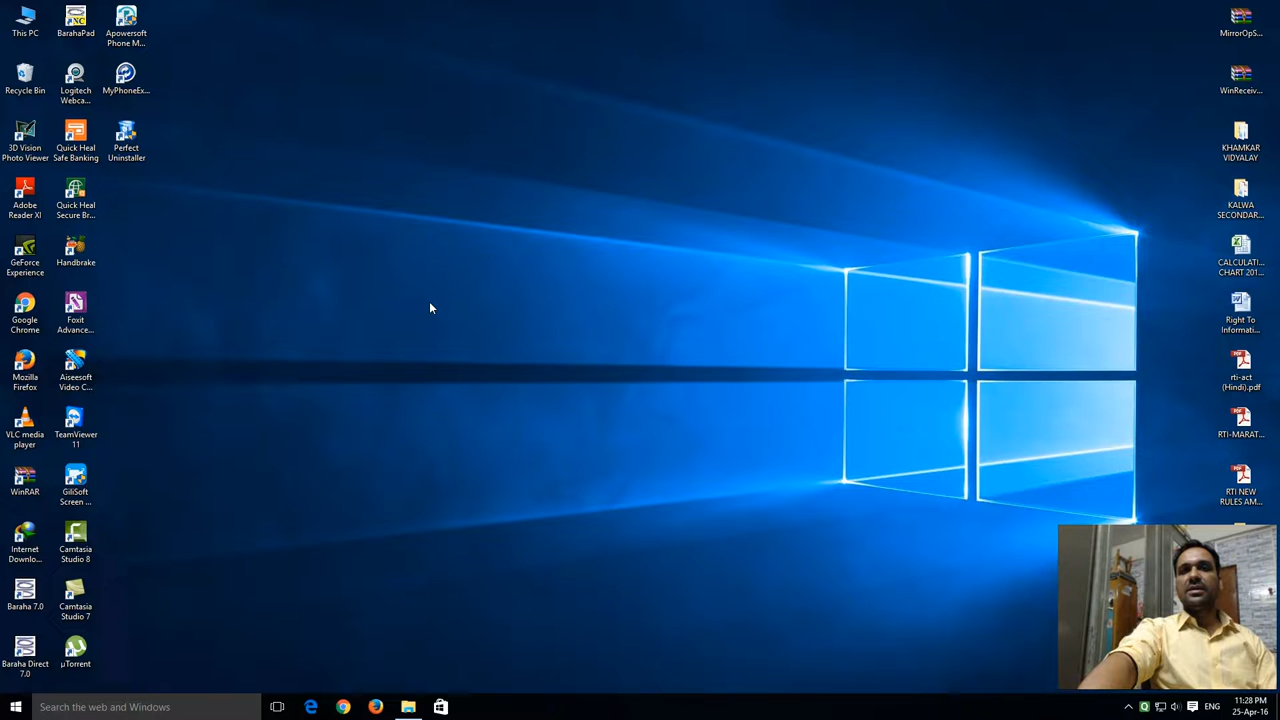 This PC
BarahaPad
Apowersoft
Phone M...
Recycle Bin
Logitech
Webca...
MyPhoneEx...
3D Vision
Photo Viewer
Quick Heal
Safe Banking
Perfect
Uninstaller
Adobe
Reader XI
Quick Heal
Secure Br...
GeForce
Experience
Handbrake
Google
Chrome
Foxit
Advance...
Mozilla
Firefox
Aiseesoft
Video C...
VLC media
player
TeamViewer
11
WinRAR
GiliSoft
Screen ...
Internet
Downlo...
Camtasia
Studio 8
Baraha 7.0
Camtasia
Studio 7
Baraha Direct
7.0
µTorrent
MirrorOpS...
WinReceiv...
KHAMKAR
VIDYALAY
KALWA
SECONDAR...
CALCULATI...
CHART 201...
Right To
Informati...
rti-act
(Hindi).pdf
RTI-MARAT...
RTI NEW
RULES AM...
Search the web and Windows
ENG
11:28 PM
25-Apr-16